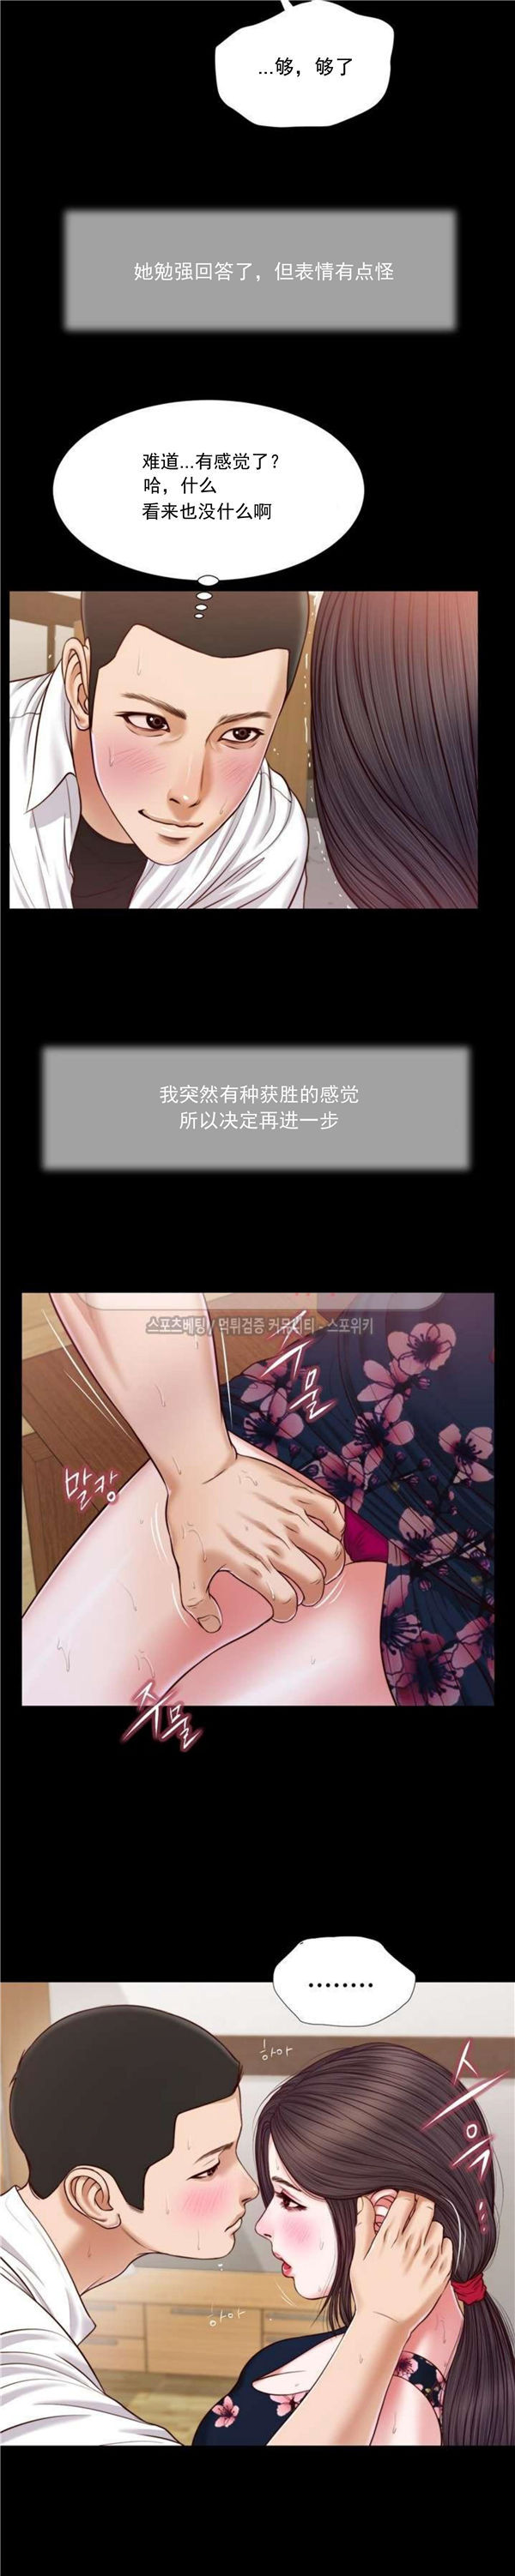 ...够，够了
她勉强回答了，但表情有点怪
难道...有感觉了？
哈，什么
看来也没什么啊
我突然有种获胜的感觉
所以决定再进一步
스포츠베팅/ 먹튀검증 커뮤니티 - 스포위키
주물
말캉
주물
........
하아
스윽
하아